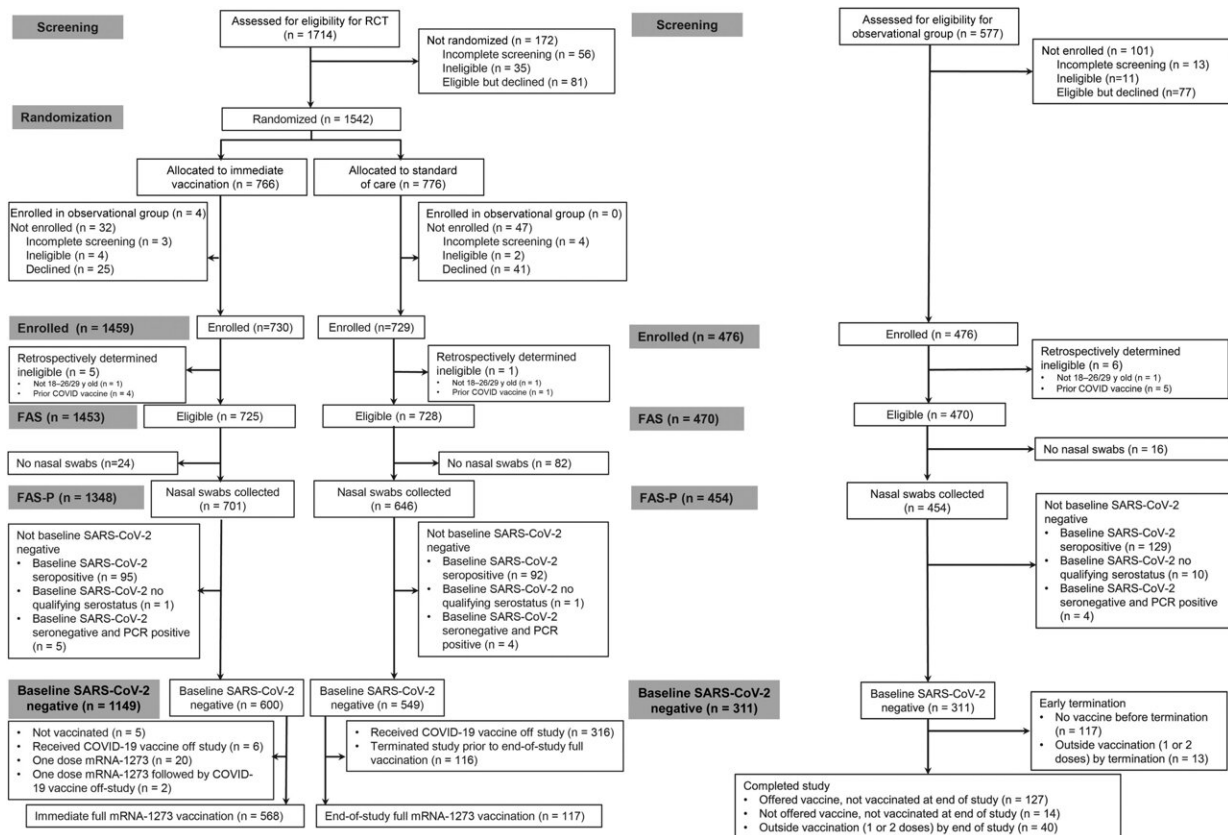 Screening
Assessed for eligibility for RCT
(n = 1714)
Not randomized (n = 172)
Incomplete screening (n = 56)
Ineligible (n = 35)
Eligible but declined (n = 81)
Randomization
Randomized (n = 1542)
Allocated to immediate
vaccination (n = 766)
Allocated to standard
of care (n = 776)
Enrolled in observational group (n = 4)
Not enrolled (n = 32)
Incomplete screening (n = 3)
Ineligible (n = 4)
Declined (n = 25)
Enrolled in observational group (n = 0)
Not enrolled (n = 47)
Incomplete screening (n = 4)
Ineligible (n = 2)
Declined (n = 41)
Enrolled (n = 1459)
Enrolled (n=730)
Enrolled (n=729)
Retrospectively determined
ineligible (n = 5)
• Not 18–26/29 y old (n = 1)
• Prior COVID vaccine (n = 4)
Retrospectively determined
ineligible (n = 1)
• Not 18–26/29 y old (n = 1)
• Prior COVID vaccine (n = 1)
FAS (n = 1453)
Eligible (n = 725)
Eligible (n = 728)
No nasal swabs (n=24)
No nasal swabs (n = 82)
FAS-P (n = 1348)
Nasal swabs collected
(n = 701)
Nasal swabs collected
(n = 646)
Not baseline SARS-CoV-2
negative
• Baseline SARS-CoV-2
seropositive (n = 95)
• Baseline SARS-CoV-2 no
qualifying serostatus (n = 1)
• Baseline SARS-CoV-2
seronegative and PCR positive
(n = 5)
Not baseline SARS-CoV-2
negative
• Baseline SARS-CoV-2
seropositive (n = 92)
• Baseline SARS-CoV-2 no
qualifying serostatus (n = 1)
• Baseline SARS-CoV-2
seronegative and PCR
positive (n = 4)
Baseline SARS-CoV-2
negative (n = 1149)
Baseline SARS-CoV-2
negative (n = 600)
Baseline SARS-CoV-2
negative (n = 549)
• Not vaccinated (n = 5)
• Received COVID-19 vaccine off study (n = 6)
• One dose mRNA-1273 (n = 20)
• One dose mRNA-1273 followed by COVID-
19 vaccine off-study (n = 2)
• Received COVID-19 vaccine off study (n = 316)
• Terminated study prior to end-of-study full
vaccination (n = 116)
Immediate full mRNA-1273 vaccination (n = 568)
End-of-study full mRNA-1273 vaccination (n = 117)
Screening
Assessed for eligibility for
observational group (n = 577)
Not enrolled (n = 101)
Incomplete screening (n = 13)
Ineligible (n=11)
Eligible but declined (n=77)
Enrolled (n = 476)
Enrolled (n = 476)
Retrospectively determined
ineligible (n = 6)
• Not 18–26/29 y old (n = 1)
• Prior COVID vaccine (n = 5)
FAS (n = 470)
Eligible (n = 470)
No nasal swabs (n = 16)
FAS-P (n = 454)
Nasal swabs collected
(n = 454)
Not baseline SARS-CoV-2
negative
• Baseline SARS-CoV-2
seropositive (n = 129)
• Baseline SARS-CoV-2 no
qualifying serostatus (n = 10)
• Baseline SARS-CoV-2
seronegative and PCR positive
(n = 4)
Baseline SARS-CoV-2
negative (n = 311)
Baseline SARS-CoV-2
negative (n = 311)
Early termination
• No vaccine before termination
(n = 117)
• Outside vaccination (1 or 2
doses) by termination (n = 13)
Completed study
• Offered vaccine, not vaccinated at end of study (n = 127)
• Not offered vaccine, not vaccinated at end of study (n = 14)
• Outside vaccination (1 or 2 doses) by end of study (n = 40)